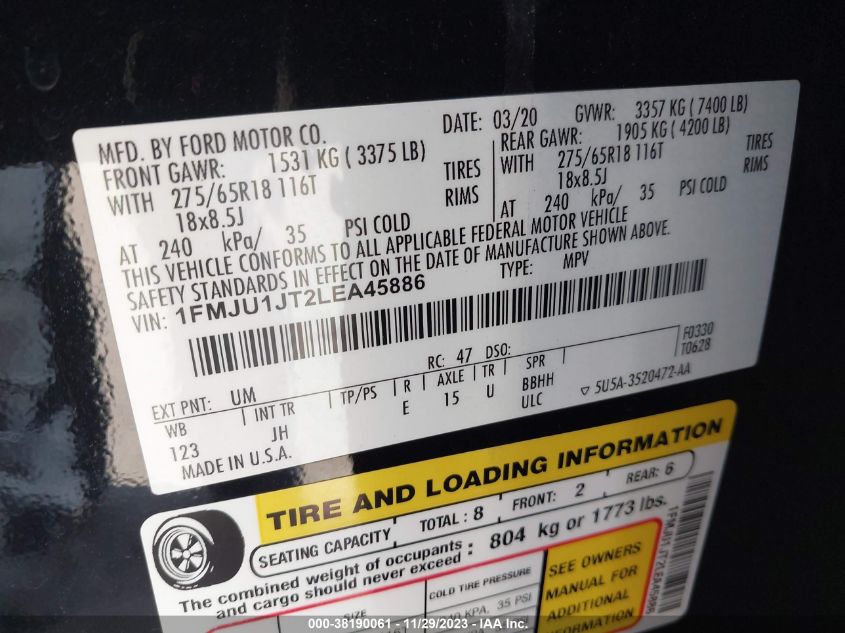 MFD. BY FORD MOTOR CO.
DATE: 03/20 GVWR: 3357 KG ( 7400 LB)
FRONT GAWR: 1531 KG ( 3375 LB)
REAR GAWR: 1905 KG ( 4200 LB)
WITH 275/65R18 116T TIRES
WITH 275/65R18 116T TIRES
18x8.5J RIMS
18x8.5J RIMS
AT 240 kPa/ 35 PSI COLD
AT 240 kPa/ 35 PSI COLD
THIS VEHICLE CONFORMS TO ALL APPLICABLE FEDERAL MOTOR VEHICLE
SAFETY STANDARDS IN EFFECT ON THE DATE OF MANUFACTURE SHOWN ABOVE.
VIN: 1FMJU1JT2LEA45886 TYPE: MPV
F0330
T0628
EXT PNT: UM RC: 47 DSO:
WB INT TR TP/PS R AXLE TR SPR
123 JH E 15 U BBHH
ULC
▽ 5U5A-3520472-AA
MADE IN U.S.A.
TIRE AND LOADING INFORMATION
SEATING CAPACITY TOTAL : 8 FRONT: 2 REAR: 6
The combined weight of occupants : 804 kg or 1773 lbs.
and cargo should never exceed
1FMJU1JT2LEA45886
SIZE COLD TIRE PRESSURE
KPA, 35 PSI
SEE OWNERS
MANUAL FOR
ADDITIONAL
INFORMATION
000-38190061 - 11/29/2023 - IAA Inc.